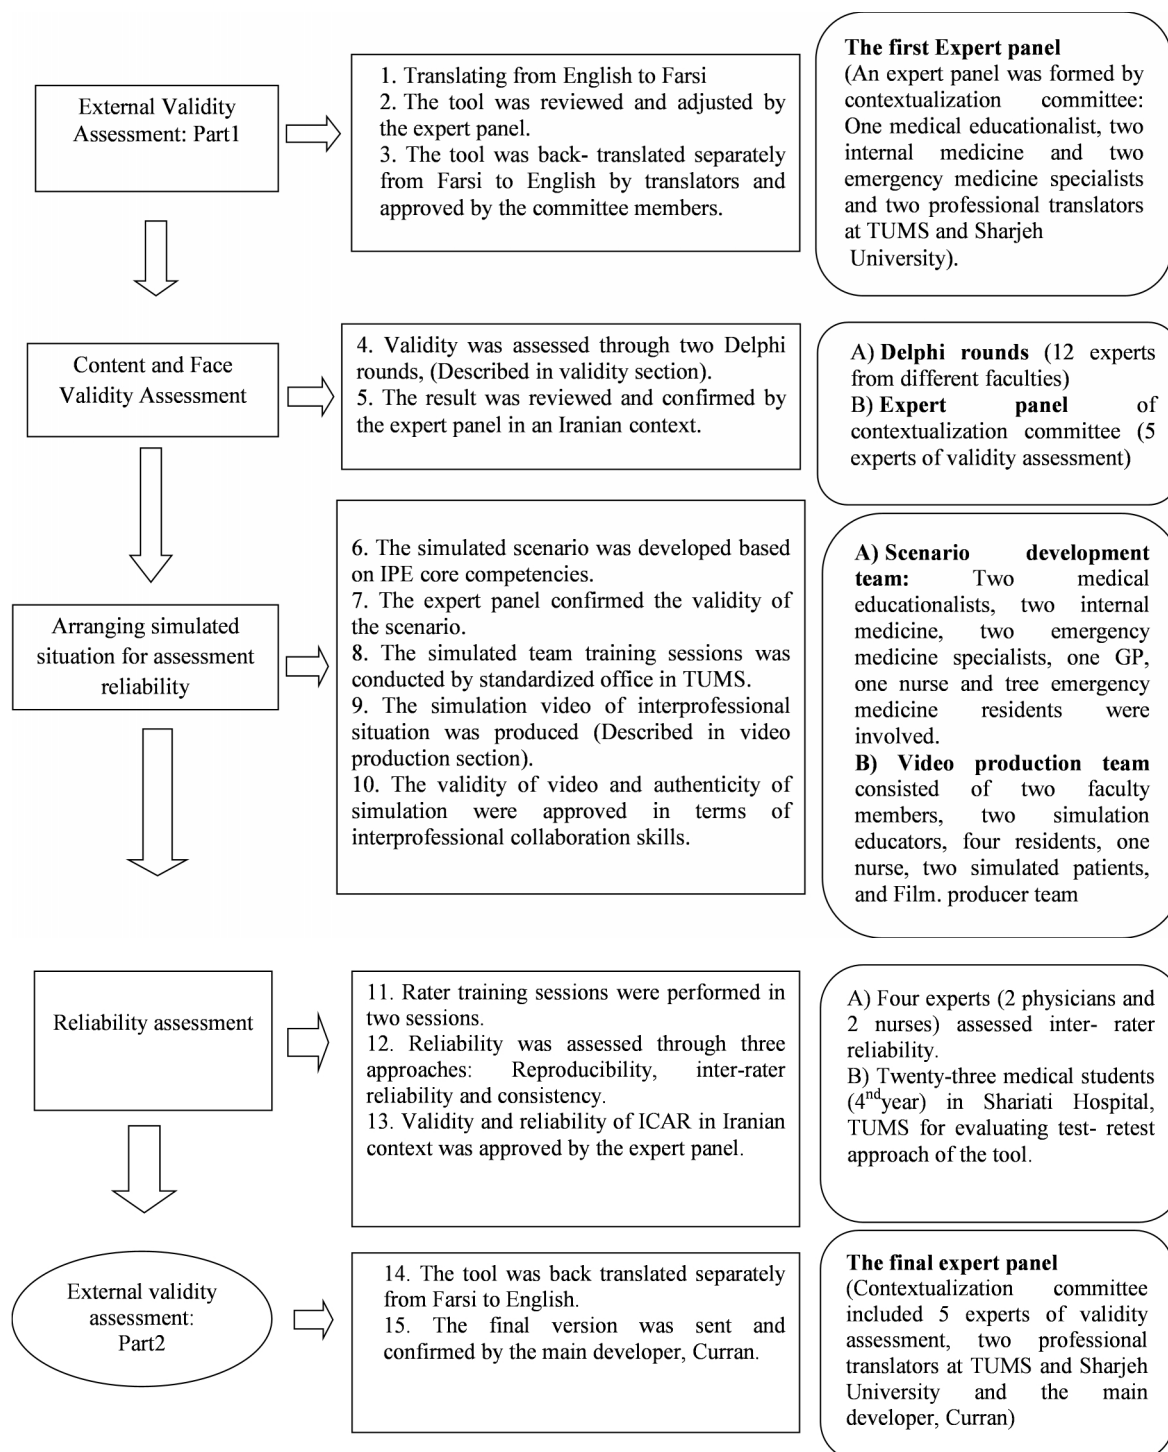 External Validity
Assessment: Part1
1. Translating from English to Farsi
2. The tool was reviewed and adjusted by
the expert panel.
3. The tool was back- translated separately
from Farsi to English by translators and
approved by the committee members.
The first Expert panel
(An expert panel was formed by
contextualization committee:
One medical educationalist, two
internal medicine and two
emergency medicine specialists
and two professional translators
at TUMS and Sharjeh
University).
Content and Face
Validity Assessment
4. Validity was assessed through two Delphi
rounds, (Described in validity section).
5. The result was reviewed and confirmed by
the expert panel in an Iranian context.
A) Delphi rounds (12 experts
from different faculties)
B) Expert panel of
contextualization committee (5
experts of validity assessment)
Arranging simulated
situation for assessment
reliability
6. The simulated scenario was developed based
on IPE core competencies.
7. The expert panel confirmed the validity of
the scenario.
8. The simulated team training sessions was
conducted by standardized office in TUMS.
9. The simulation video of interprofessional
situation was produced (Described in video
production section).
10. The validity of video and authenticity of
simulation were approved in terms of
interprofessional collaboration skills.
A) Scenario development
team: Two medical
educationalists, two internal
medicine, two emergency
medicine specialists, one GP,
one nurse and tree emergency
medicine residents were
involved.
B) Video production team
consisted of two faculty
members, two simulation
educators, four residents, one
nurse, two simulated patients,
and Film. producer team
Reliability assessment
11. Rater training sessions were performed in
two sessions.
12. Reliability was assessed through three
approaches: Reproducibility, inter-rater
reliability and consistency.
13. Validity and reliability of ICAR in Iranian
context was approved by the expert panel.
A) Four experts (2 physicians and
2 nurses) assessed inter- rater
reliability.
B) Twenty-three medical students
(4ndyear) in Shariati Hospital,
TUMS for evaluating test- retest
approach of the tool.
External validity
assessment:
Part2
14. The tool was back translated separately
from Farsi to English.
15. The final version was sent and
confirmed by the main developer, Curran.
The final expert panel
(Contextualization committee
included 5 experts of validity
assessment, two professional
translators at TUMS and Sharjeh
University and the main
developer, Curran)